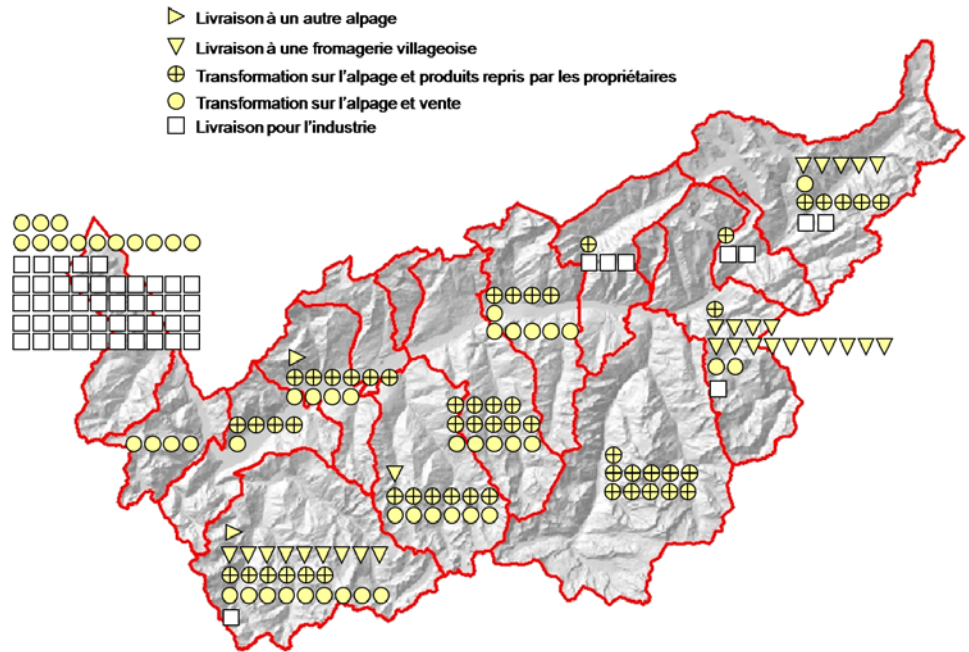 Livraison à un autre alpage
Livraison à une fromagerie villageoise
Transformation sur l'alpage et produits repris par les propriétaires
Transformation sur l'alpage et vente
Livraison pour l'industrie